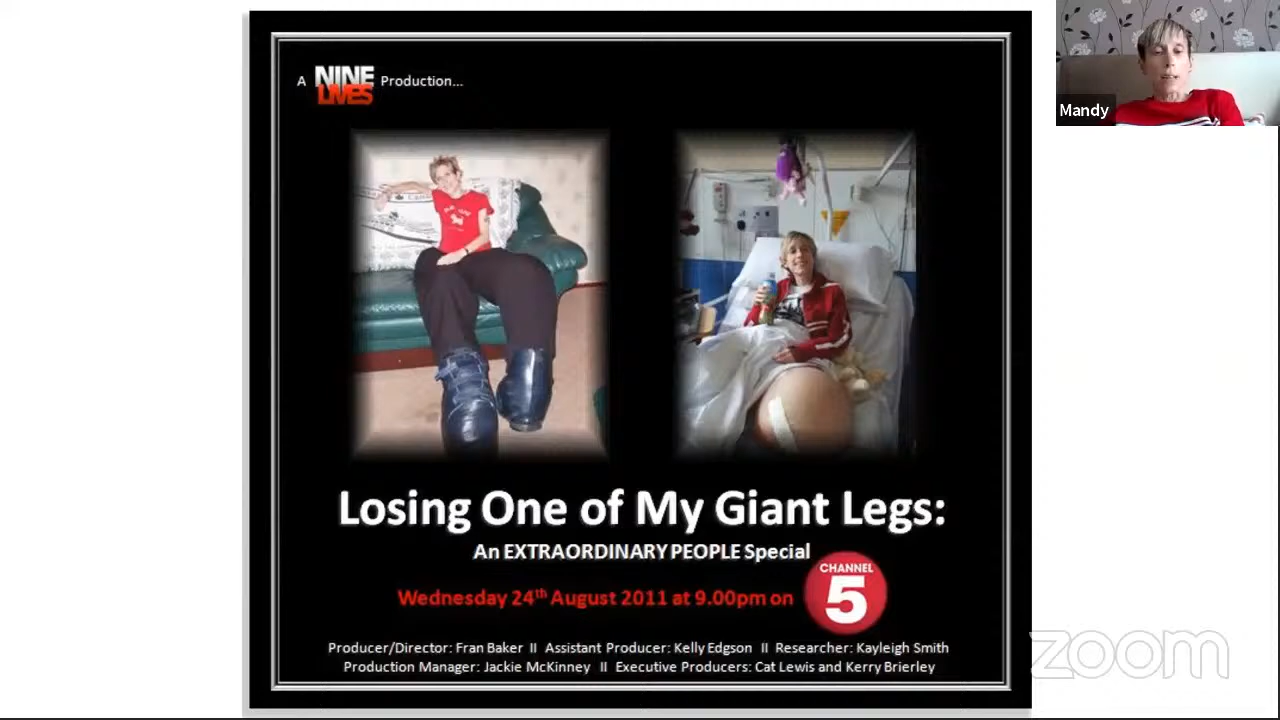 A NINE LIVES Production...
Mandy
Losing One of My Giant Legs:
An EXTRAORDINARY PEOPLE Special
Wednesday 24th August 2011 at 9.00pm on
CHANNEL
5
Producer/Director: Fran Baker II Assistant Producer: Kelly Edgson II Researcher: Kayleigh Smith
Production Manager: Jackie McKinney II Executive Producers: Cat Lewis and Kerry Brierley
zoom